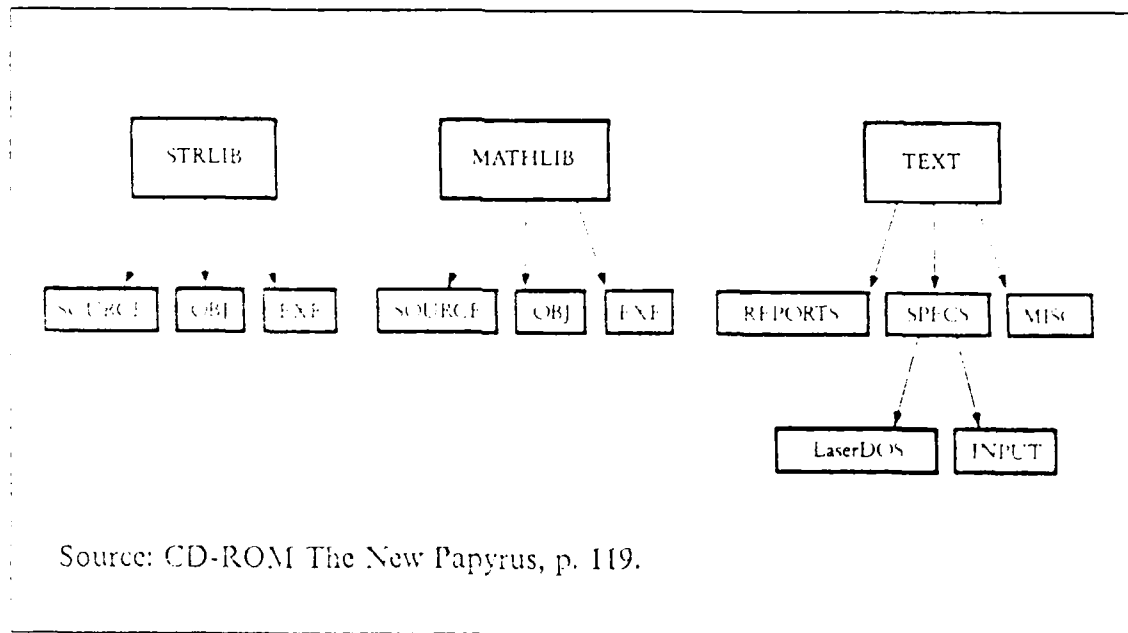 STRLIB MATHLIB TEXT
SOURCE OBJ EXE SOURCE OBJ EXE REPORTS SPECS MISC
LaserDOS INPUT
Source: CD-ROM The New Papyrus, p. 119.